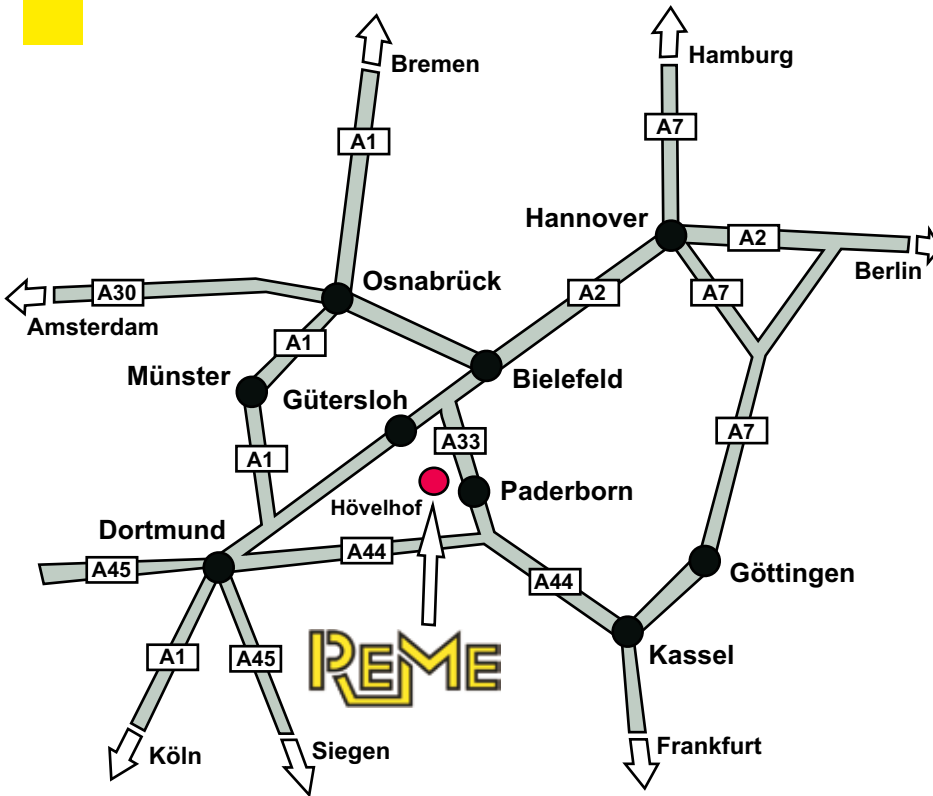 Bremen
Hamburg
A1
A7
Hannover
A2
Berlin
Osnabrück
A30
Amsterdam
A2
A7
A1
Münster
Bielefeld
Gütersloh
A7
A33
A1
Paderborn
Hövelhof
Dortmund
A44
A45
A44
Göttingen
Kassel
A1
A45
REME
Köln
Siegen
Frankfurt